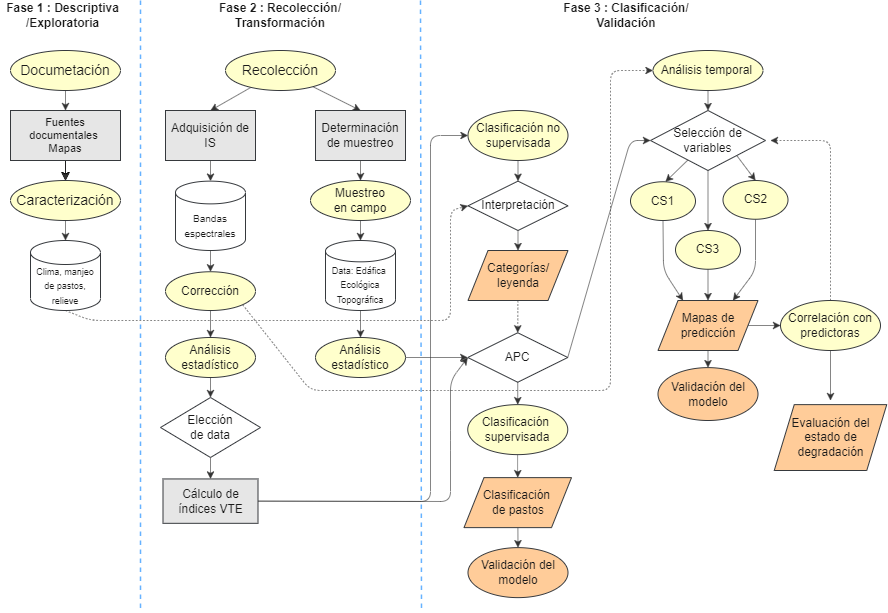 Fase 1 : Descriptiva
/Exploratoria
Documetación
Fuentes
documentales
Mapas
Caracterización
Clima, manjeo
de pastos,
relieve
Fase 2 : Recolección/
Transformación
Recolección
Adquisición de
IS
Determinación
de muestreo
Bandas
espectrales
Muestreo
en campo
Corrección
Data: Edáfica
Ecológica
Topográfica
Análisis
estadístico
Análisis
estadístico
Elección
de data
Cálculo de
índices VTE
Fase 3 : Clasificación/
Validación
Clasificación no
supervisada
Interpretación
Categorías/
leyenda
APC
Clasificación
supervisada
Clasificación
de pastos
Validación del
modelo
Análisis temporal
Selección de
variables
CS1
CS2
CS3
Mapas de
predicción
Correlación con
predictoras
Validación del
modelo
Evaluación del
estado de
degradación